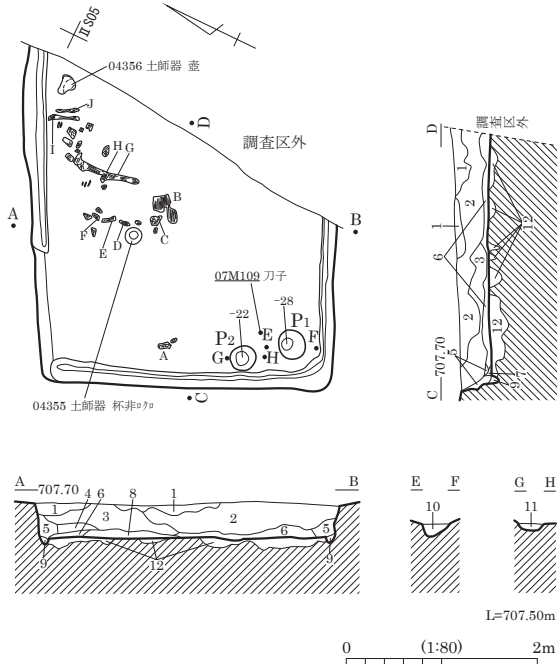 ⅡS05
04356 土師器 壺
J
I
H G
D
調査区外
A
B
B
C
F
E
D
07M109 刀子
-22
-28
P2
P1
E
F
G
H
A
04355 土師器 杯非ロクロ
C
D
調査区外
1
2
1
6
3
12
2
12
5
7
9
C 707.70
A 707.70
B
4 6 8 1
1
3
2
5
6
5
9
12
9
E F
10
G H
11
L=707.50m
0 (1:80) 2m